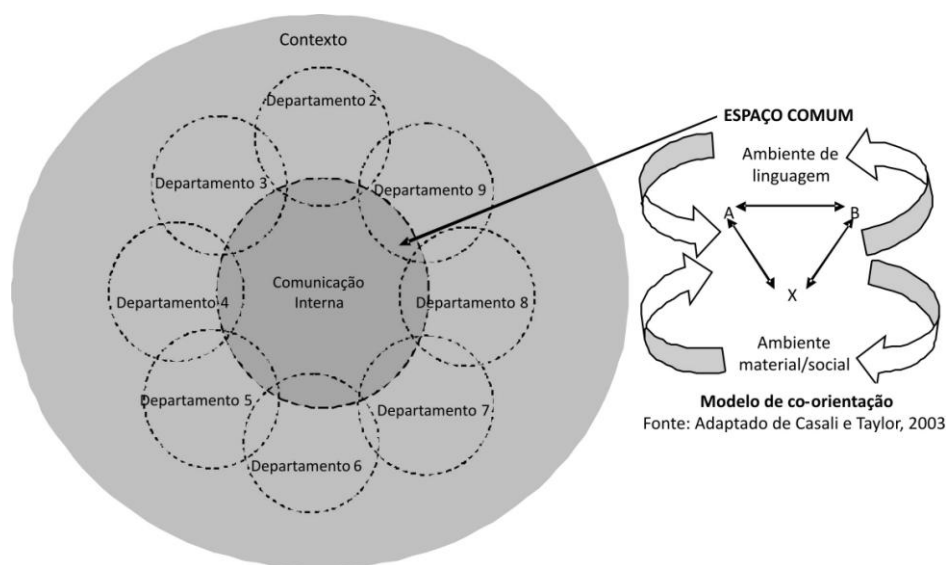 Contexto
Departamento 2
Departamento 3
Departamento 9
Departamento 4
Comunicação
Interna
Departamento 8
Departamento 5
Departamento 7
Departamento 6
ESPAÇO COMUM
Ambiente de
linguagem
A
B
X
Ambiente
material/social
Modelo de co-orientação
Fonte: Adaptado de Casali e Taylor, 2003